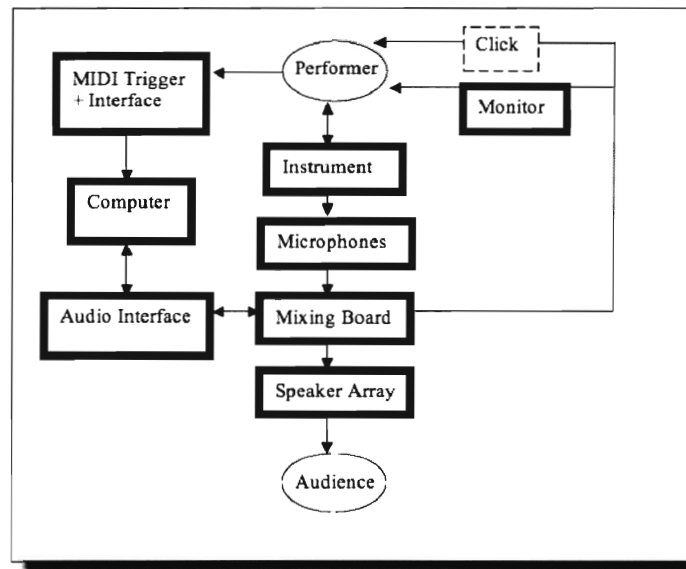 Click
Performer
MIDI Trigger
+ Interface
Monitor
Instrument
Computer
Microphones
Audio Interface
Mixing Board
Speaker Array
Audience